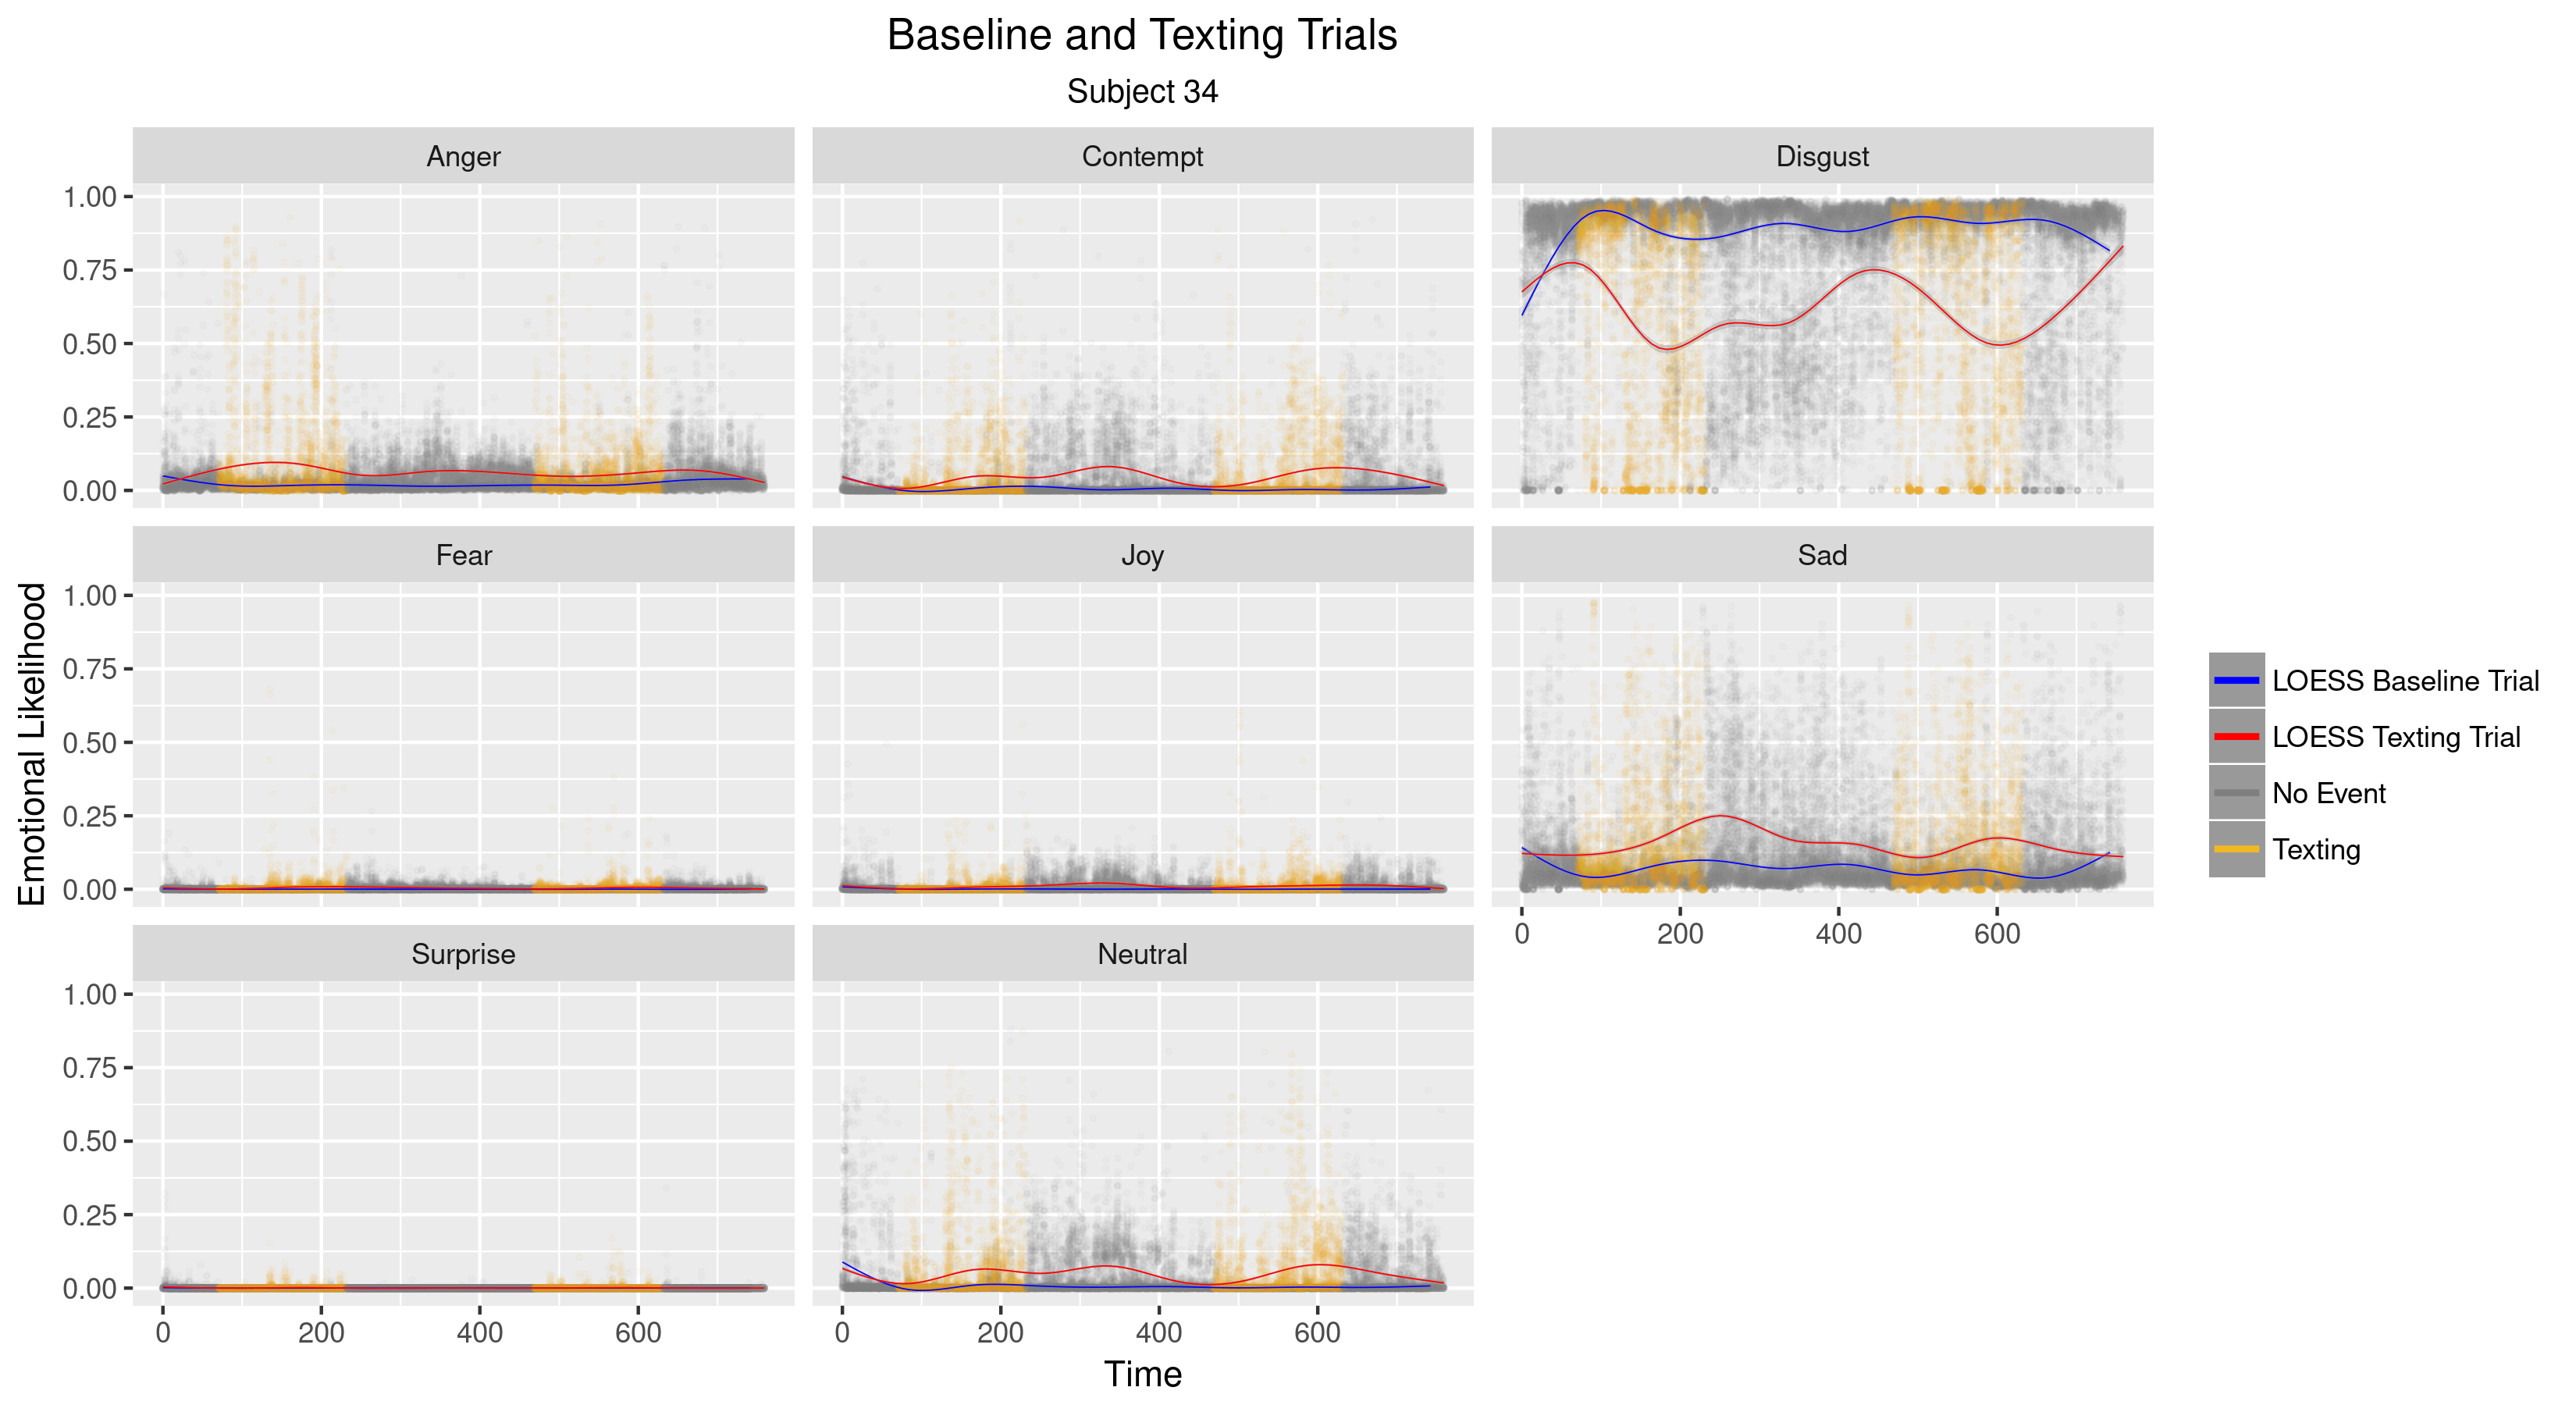 Baseline and Texting Trials
Subject 34
Anger
Contempt
Disgust
1.00
0.75
0.50
0.25
0.00
Fear
Joy
Sad
1.00
0.75
0.50
0.25
0.00
0 200 400 600
Surprise
Neutral
1.00
0.75
0.50
0.25
0.00
0 200 400 600
0 200 400 600
Time
Emotional Likelihood
LOESS Baseline Trial
LOESS Texting Trial
No Event
Texting